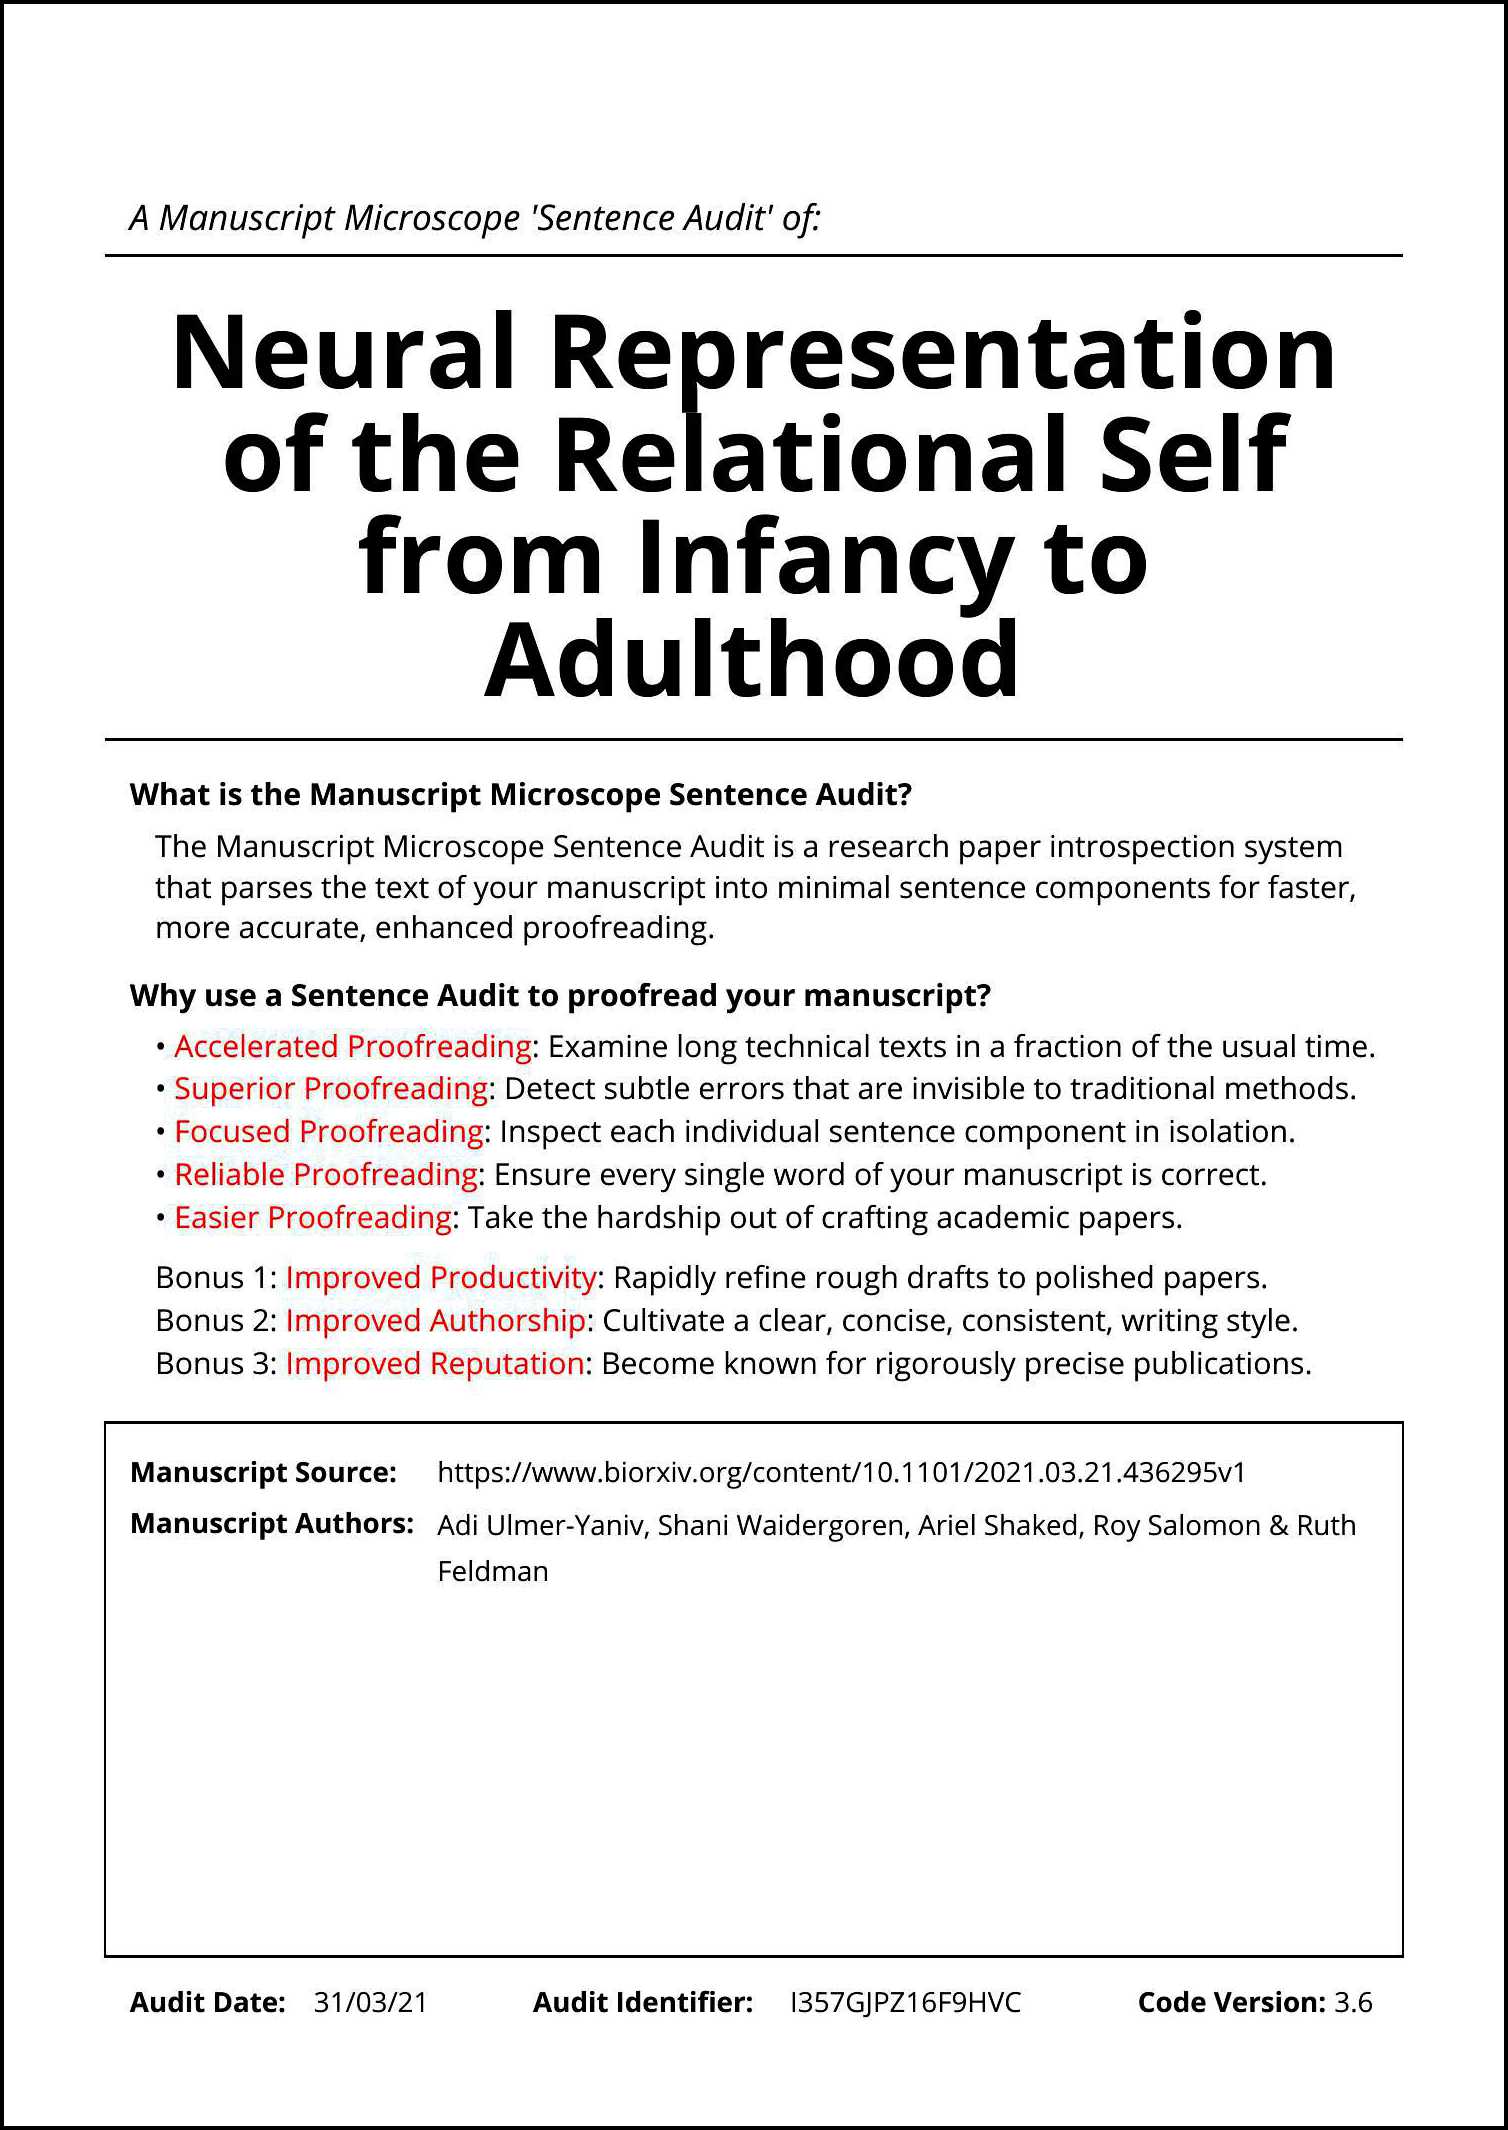 A Manuscript Microscope 'Sentence Audit' of:
Neural Representation
of the Relational Self
from Infancy to
Adulthood
What is the Manuscript Microscope Sentence Audit?
The Manuscript Microscope Sentence Audit is a research paper introspection system
that parses the text of your manuscript into minimal sentence components for faster,
more accurate, enhanced proofreading.
Why use a Sentence Audit to proofread your manuscript?
• Accelerated Proofreading: Examine long technical texts in a fraction of the usual time.
• Superior Proofreading: Detect subtle errors that are invisible to traditional methods.
• Focused Proofreading: Inspect each individual sentence component in isolation.
• Reliable Proofreading: Ensure every single word of your manuscript is correct.
• Easier Proofreading: Take the hardship out of crafting academic papers.
Bonus 1: Improved Productivity: Rapidly refine rough drafts to polished papers.
Bonus 2: Improved Authorship: Cultivate a clear, concise, consistent, writing style.
Bonus 3: Improved Reputation: Become known for rigorously precise publications.
Manuscript Source: https://www.biorxiv.org/content/10.1101/2021.03.21.436295v1
Manuscript Authors: Adi Ulmer-Yaniv, Shani Waidergoren, Ariel Shaked, Roy Salomon & Ruth
Feldman
Audit Date: 31/03/21 Audit Identifier: I357GJPZ16F9HVC Code Version: 3.6